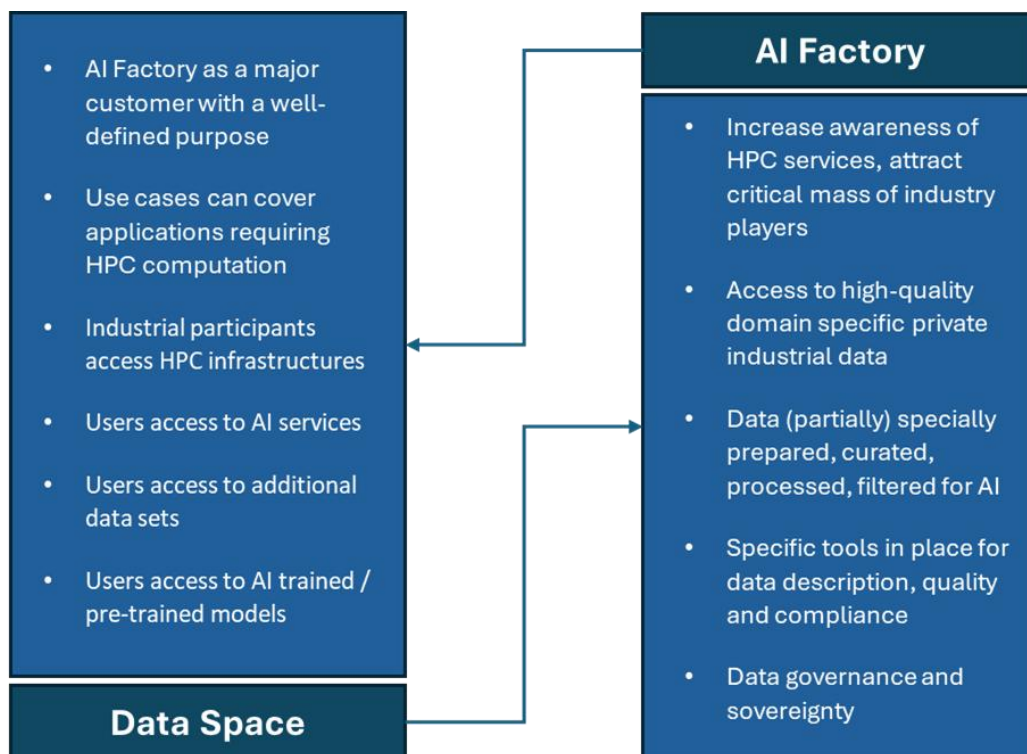 • AI Factory as a major
customer with a well-
defined purpose
• Use cases can cover
applications requiring
HPC computation
• Industrial participants
access HPC infrastructures
• Users access to AI services
• Users access to additional
data sets
• Users access to AI trained /
pre-trained models
Data Space
AI Factory
• Increase awareness of
HPC services, attract
critical mass of industry
players
• Access to high-quality
domain specific private
industrial data
• Data (partially) specially
prepared, curated,
processed, filtered for AI
• Specific tools in place for
data description, quality
and compliance
• Data governance and
sovereignty